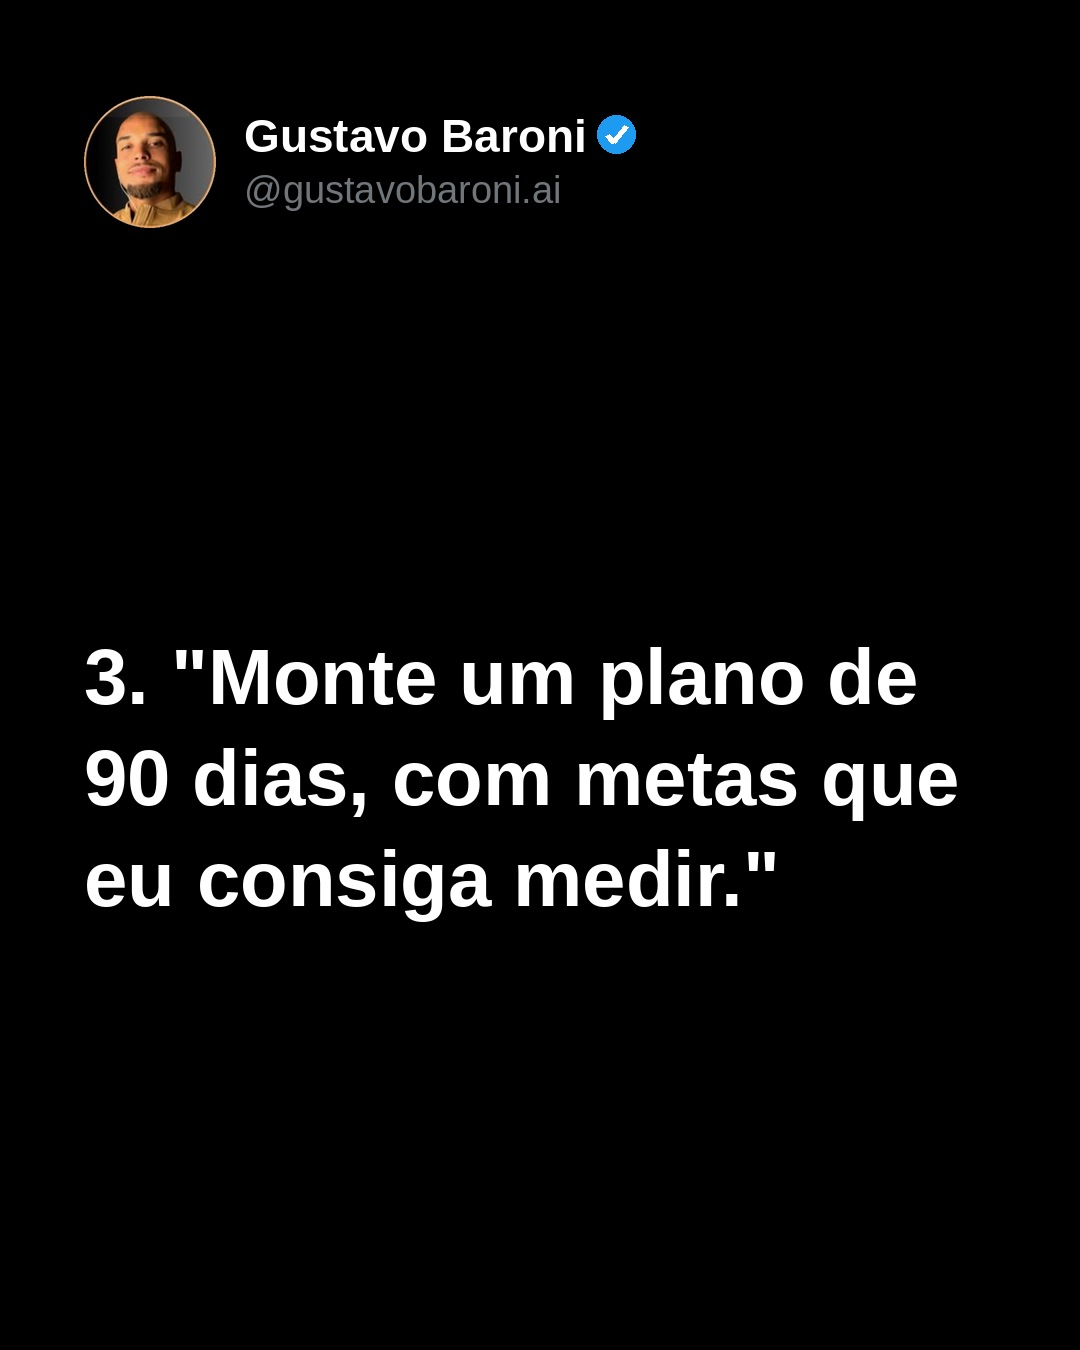 Gustavo Baroni
@gustavobaroni.ai
3. "Monte um plano de
90 dias, com metas que
eu consiga medir."